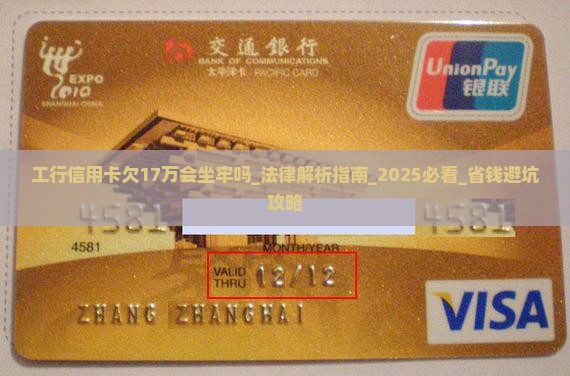 EXPO
2010
SHANGHAI CHINA
交通銀行
BANK OF COMMUNICATIONS
太平洋卡 PACIFIC CARD
UnionPay
银联
工行信用卡欠17万会坐牢吗_法律解析指南_2025必看_省钱避坑
攻略
4581 4581
4581
MONTH/YEAR
VALID
THRU 12/12
ZHANG ZHANGHAI
VISA